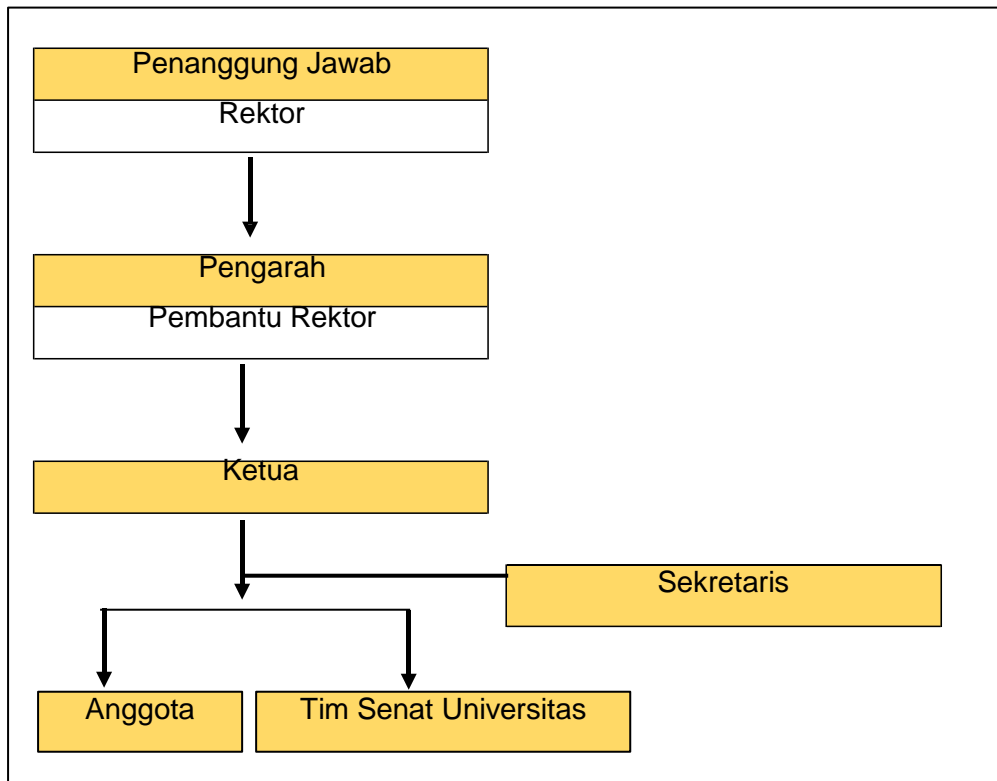 Penanggung Jawab
Rektor
Pengarah
Pembantu Rektor
Ketua
Sekretaris
Anggota
Tim Senat Universitas